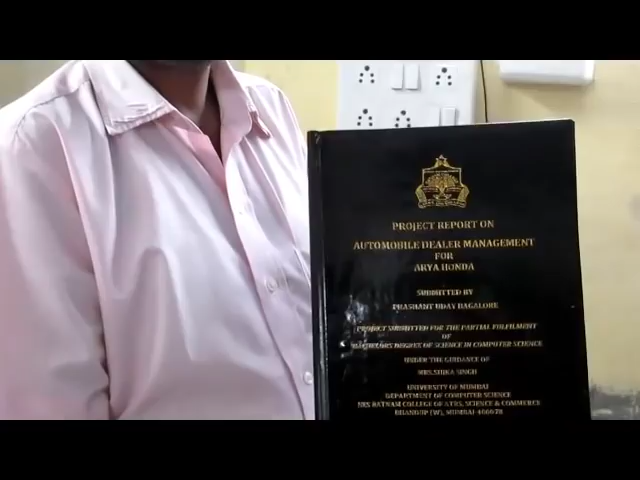 PROJECT REPORT ON
AUTOMOBILE DEALER MANAGEMENT
FOR
ARYA HONDA
SUBMITTED BY
PRASHANT UDAY BAGALORE
PROJECT SUBMITTED FOR THE PARTIAL FULFILMENT
OF
BACHELORS DEGREE OF SCIENCE IN COMPUTER SCIENCE
UNDER THE GUIDANCE OF
MRS.SHIKA SINGH
UNIVERSITY OF MUMBAI
DEPARTMENT OF COMPUTER SCIENCE
NES RATNAM COLLEGE OF ATRS, SCIENCE & COMMERCE
BHANDUP (W), MUMBAI 400078